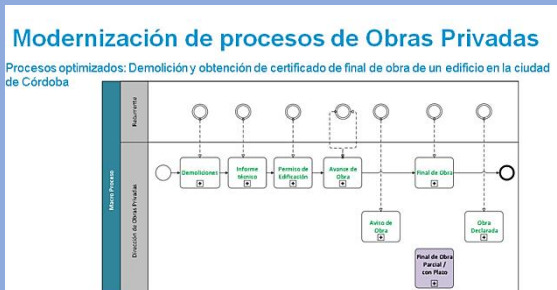 Modernización de procesos de Obras Privadas
Procesos optimizados: Demolición y obtención de certificado de final de obra de un edificio en la ciudad
de Córdoba
Macro Proceso
Recurrente
Dirección de Obras Privadas
Demoliciones
Informe
técnico
Permiso de
Edificación
Avance de
Obra
Final de Obra
Aviso de
Obra
Obra
Declarada
Final de Obra
Parcial /
con Plazo